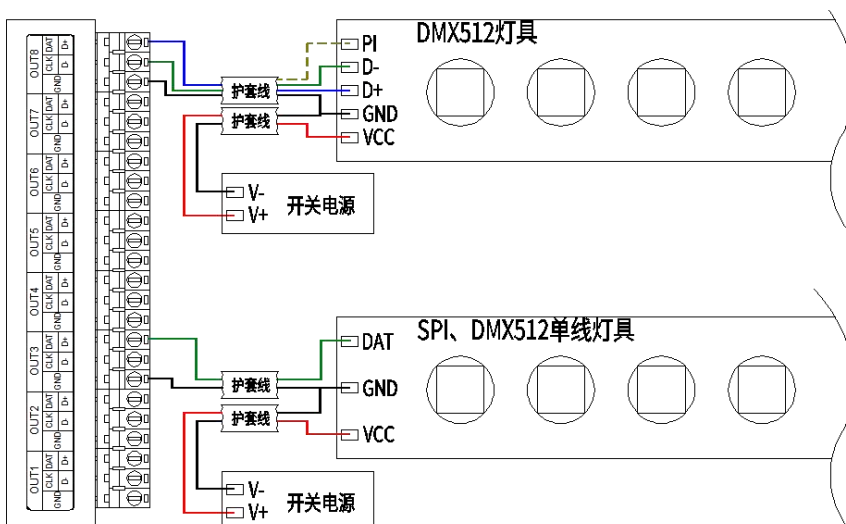 OUT8 DAT D+
CLK D-
GND
OUT7 DAT D+
CLK D-
GND
OUT6 DAT D+
CLK D-
GND
OUT5 DAT D+
CLK D-
GND
OUT4 DAT D+
CLK D-
GND
OUT3 DAT D+
CLK D-
GND
OUT2 DAT D+
CLK D-
GND
OUT1 DAT D+
CLK D-
GND
DMX512灯具
PI
D-
D+
GND
VCC
护套线
护套线
V-
V+
开关电源
SPI、DMX512单线灯具
DAT
GND
VCC
护套线
护套线
V-
V+
开关电源